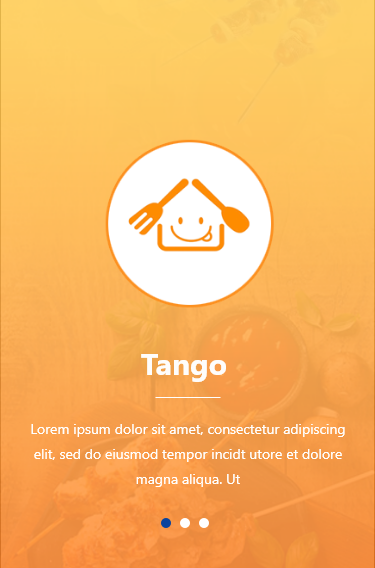 Tango
Lorem ipsum dolor sit amet, consectetur adipiscing
elit, sed do eiusmod tempor incidt utore et dolore
magna aliqua. Ut